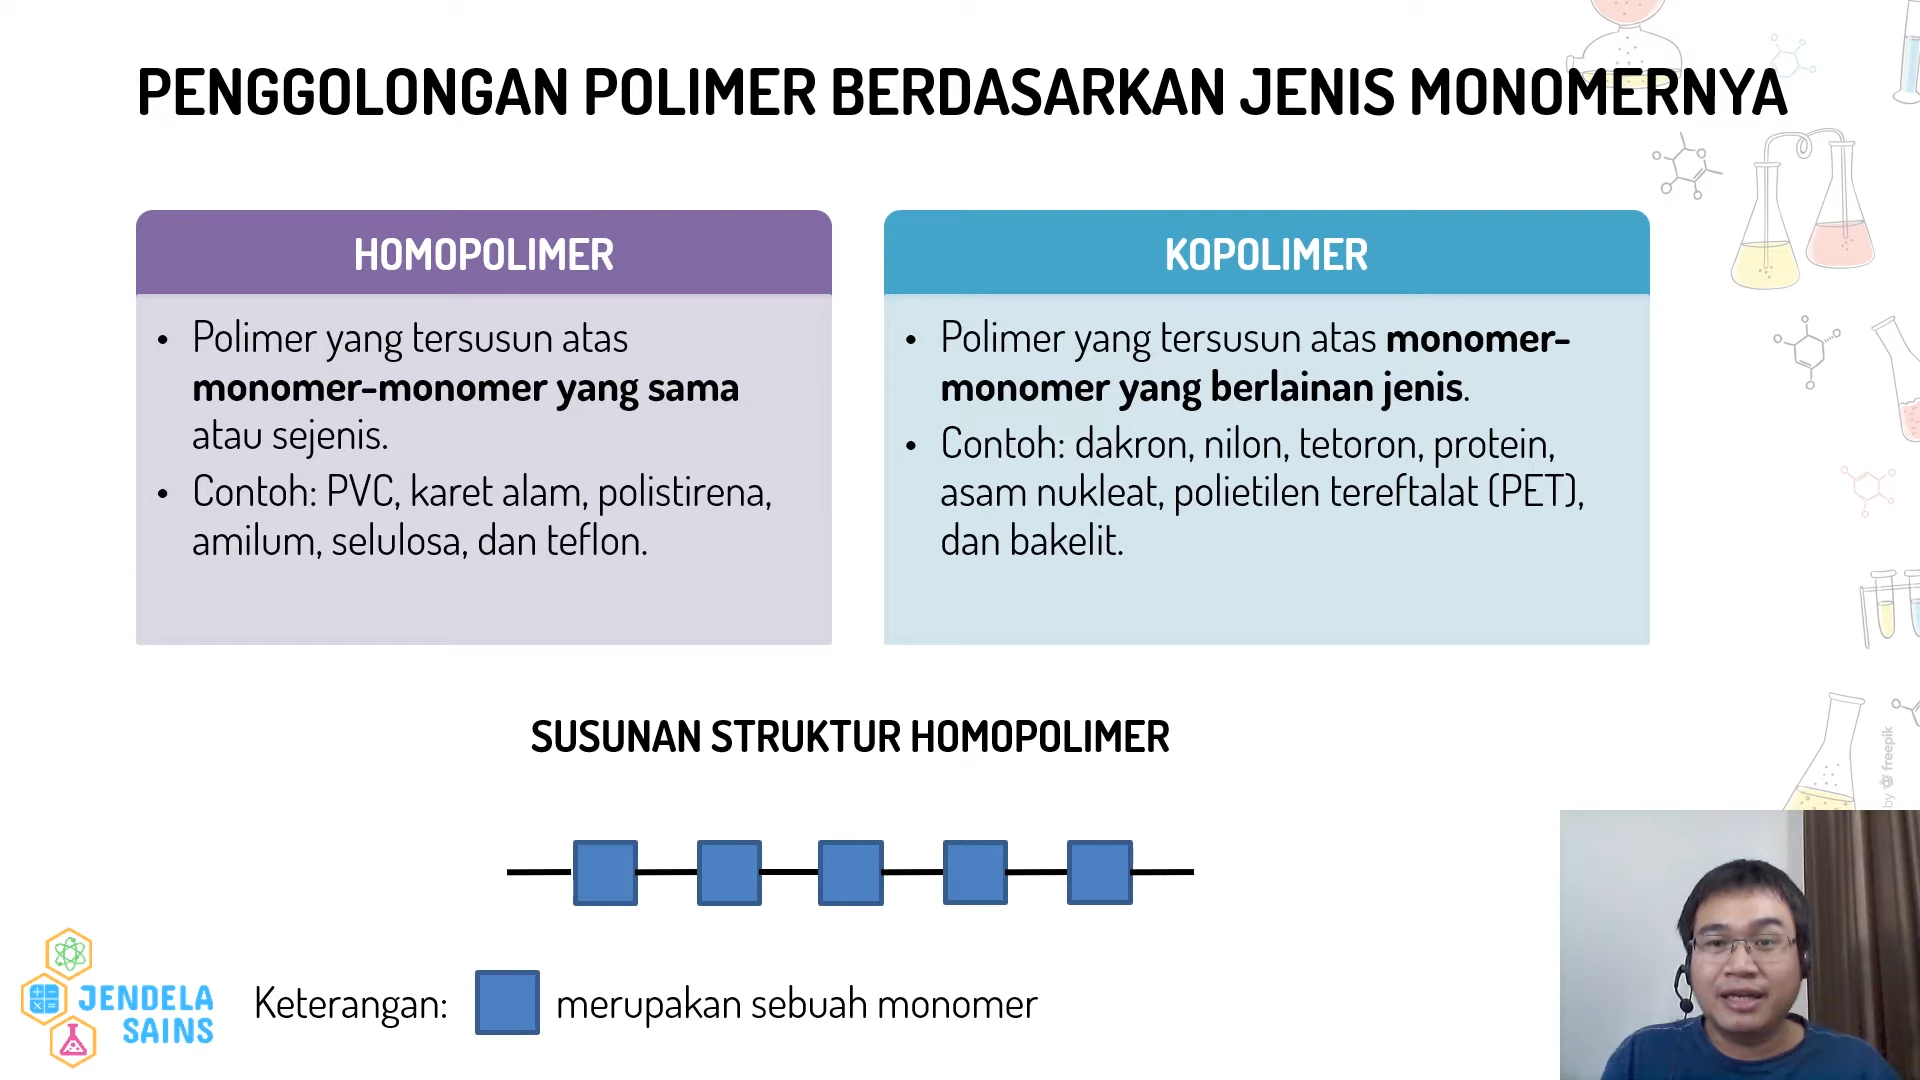 PENGGOLONGAN POLIMER BERDASARKAN JENIS MONOMERNYA
HOMOPOLIMER
• Polimer yang tersusun atas
monomer-monomer yang sama
atau sejenis.
• Contoh: PVC, karet alam, polistirena,
amilum, selulosa, dan teflon.
KOPOLIMER
• Polimer yang tersusun atas monomer-
monomer yang berlainan jenis.
• Contoh: dakron, nilon, tetoron, protein,
asam nukleat, polietilen tereftalat (PET),
dan bakelit.
SUSUNAN STRUKTUR HOMOPOLIMER
Keterangan: merupakan sebuah monomer
JENDELA
SAINS
by freepik